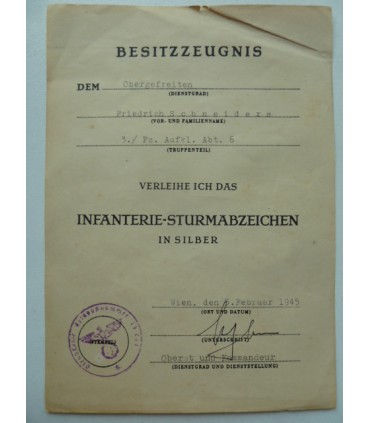 BESITZZEUGNIS
DEM Obergefreiten
(DIENSTGRAD)
Friedrich Schneiders
(VOR- UND FAMILIENNAME)
3./ Pz. Aufkl. Abt. 6
(TRUPPENTEIL)
VERLEIHE ICH DAS
INFANTERIE-STURMABZEICHEN
IN SILBER
Wien, den Februar 1943
(ORT UND DATUM)
(STEMPEL)
(UNTERSCHRIFT)
Oberst und Kommandeur
(DIENSTGRAD UND DIENSTSTELLUNG)